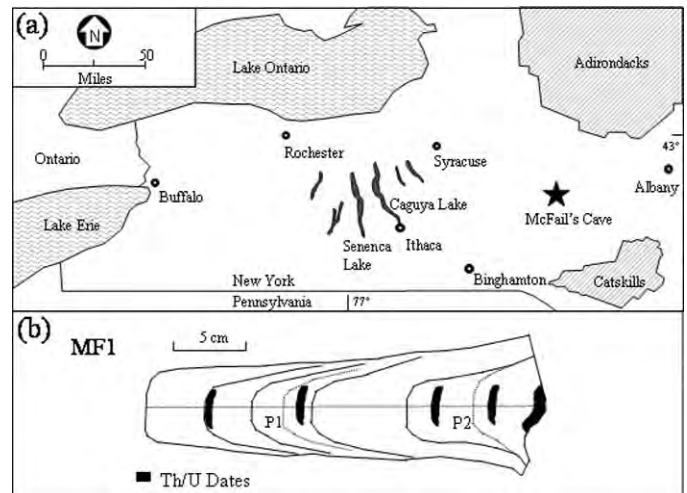 (a)
N
0 50
Miles
Lake Ontario
Adirondacks
43°
Ontario
Rochester
Syracuse
Albany
Buffalo
Caguya Lake
McFail's Cave
Lake Erie
Senenca
Lake
Ithaca
Binghamton
Catskills
New York
Pennsylvania
77°
(b)
MF1
5 cm
P1
P2
Th/U Dates